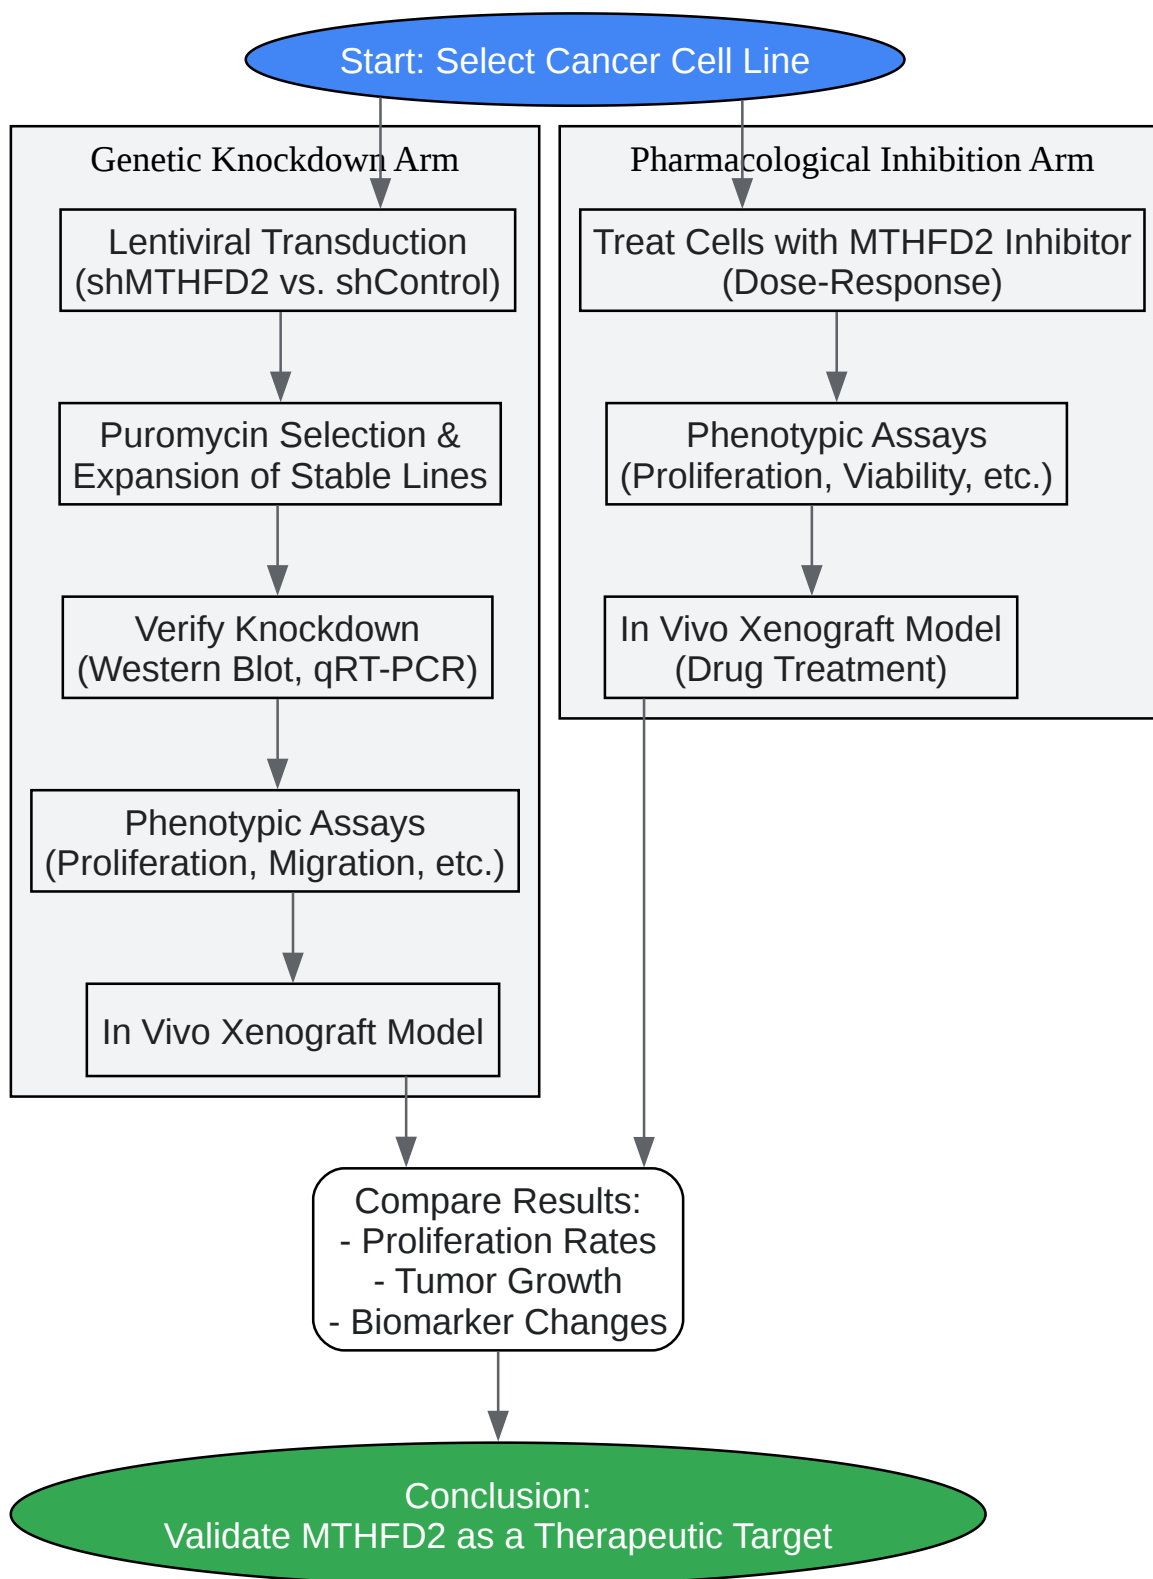 Start: Select Cancer Cell Line
Genetic Knockdown Arm
Lentiviral Transduction
(shMTHFD2 vs. shControl)
Puromycin Selection &
Expansion of Stable Lines
Verify Knockdown
(Western Blot, qRT-PCR)
Phenotypic Assays
(Proliferation, Migration, etc.)
In Vivo Xenograft Model
Pharmacological Inhibition Arm
Treat Cells with MTHFD2 Inhibitor
(Dose-Response)
Phenotypic Assays
(Proliferation, Viability, etc.)
In Vivo Xenograft Model
(Drug Treatment)
Compare Results:
- Proliferation Rates
- Tumor Growth
- Biomarker Changes
Conclusion:
Validate MTHFD2 as a Therapeutic Target